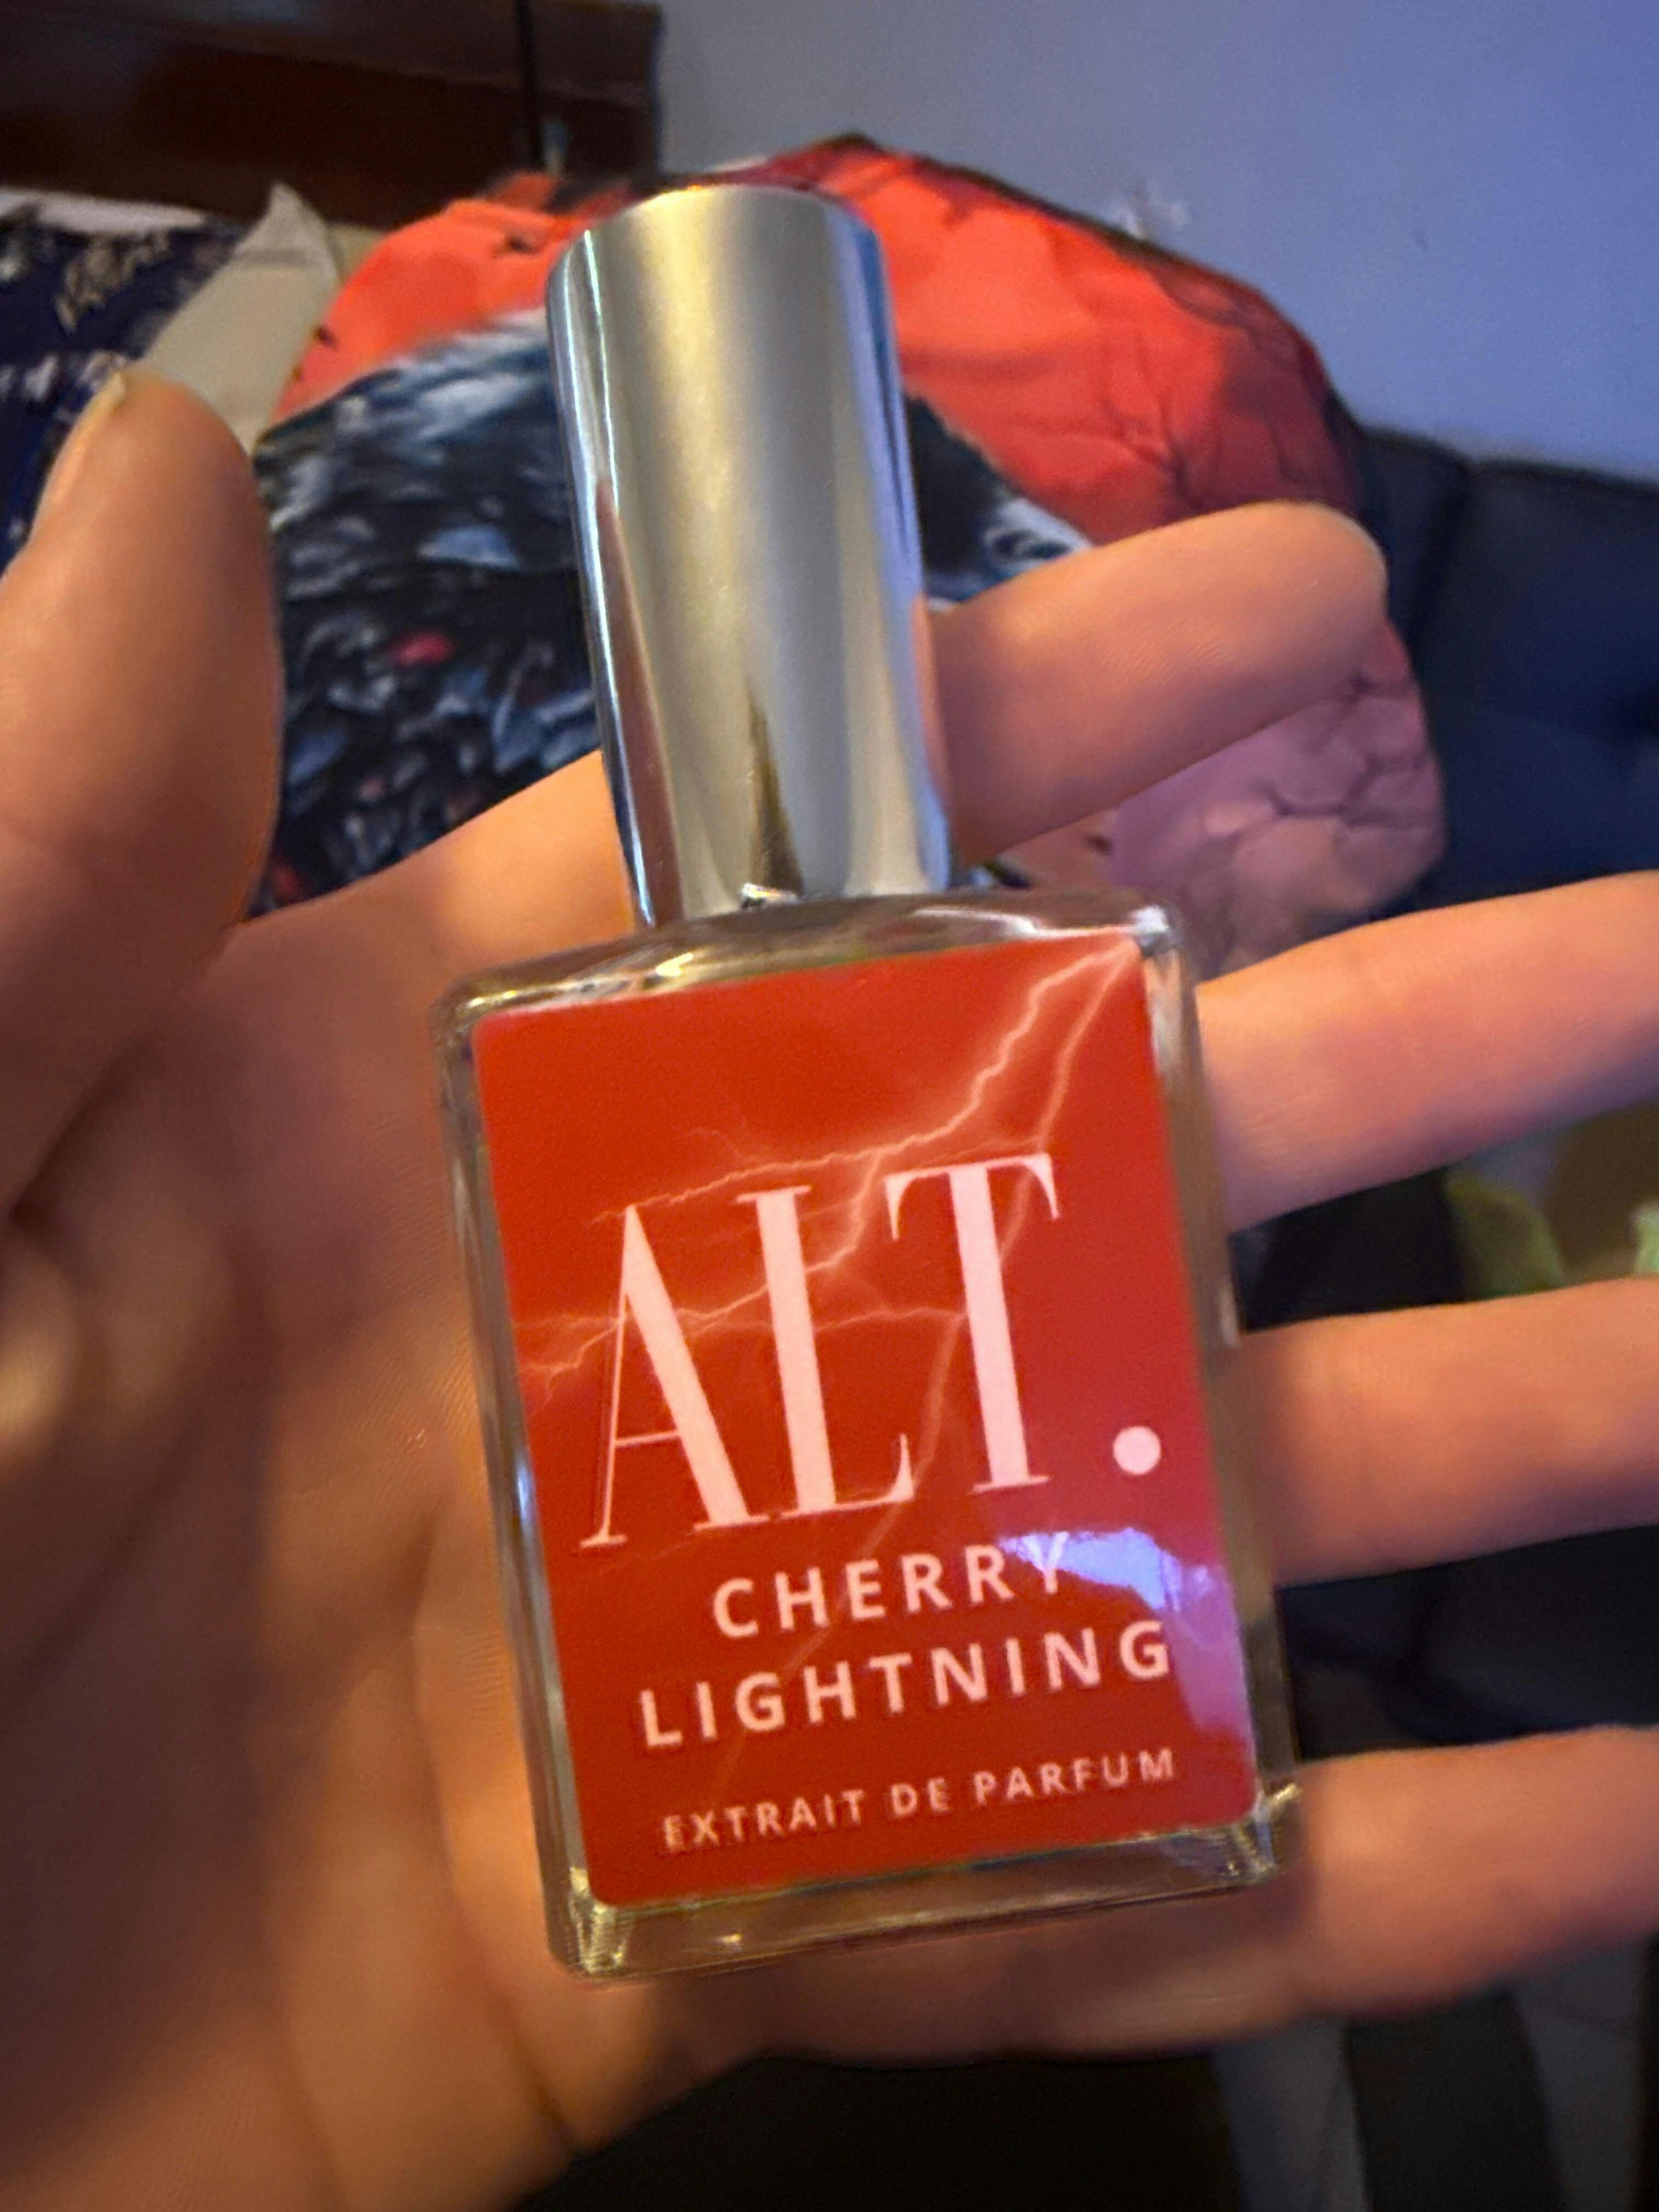 ALT.
CHERRY
LIGHTNING
EXTRAIT DE PARFUM